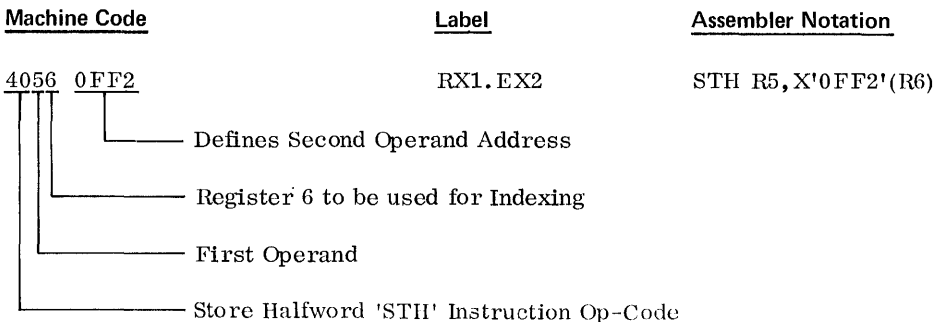 Machine Code Label Assembler Notation
4056 0FF2 RX1.EX2 STH R5,X'0FF2'(R6)
Defines Second Operand Address
Register 6 to be used for Indexing
First Operand
Store Halfword 'STH' Instruction Op-Code